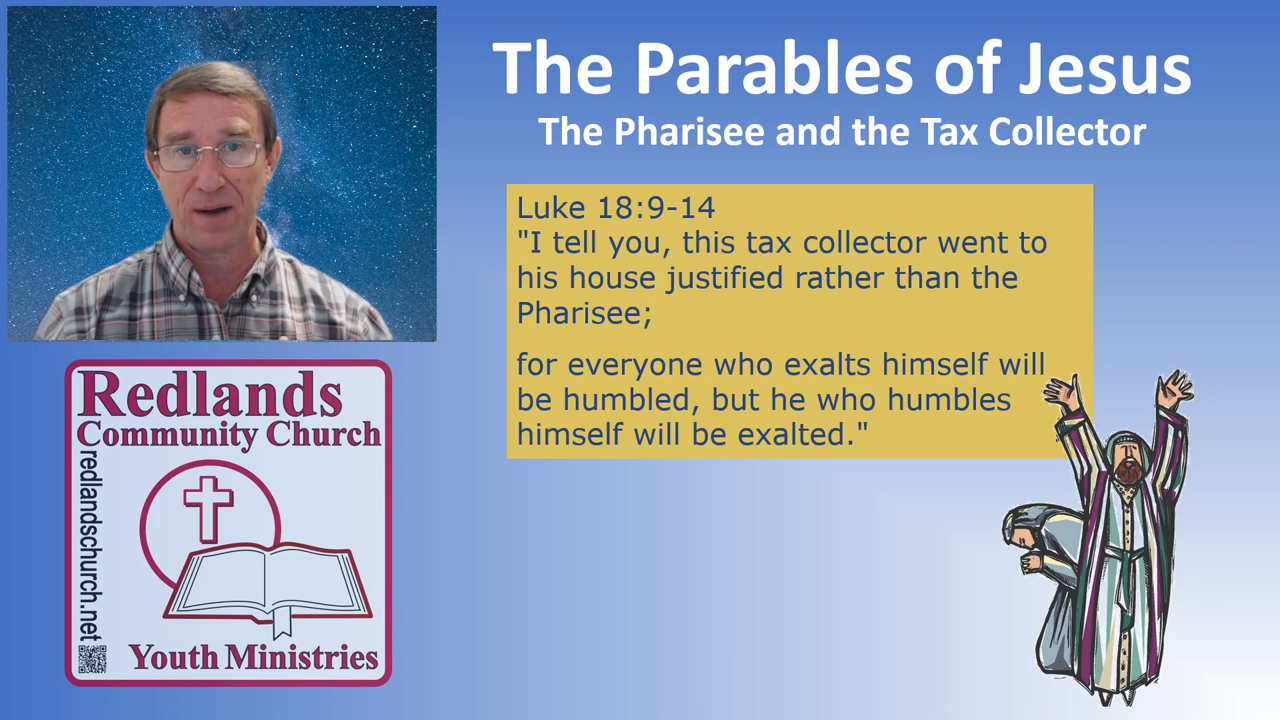 The Parables of Jesus
The Pharisee and the Tax Collector
Luke 18:9-14
"I tell you, this tax collector went to
his house justified rather than the
Pharisee;
for everyone who exalts himself will
be humbled, but he who humbles
himself will be exalted."
Redlands
Community Church
redlandschurch.net
Youth Ministries